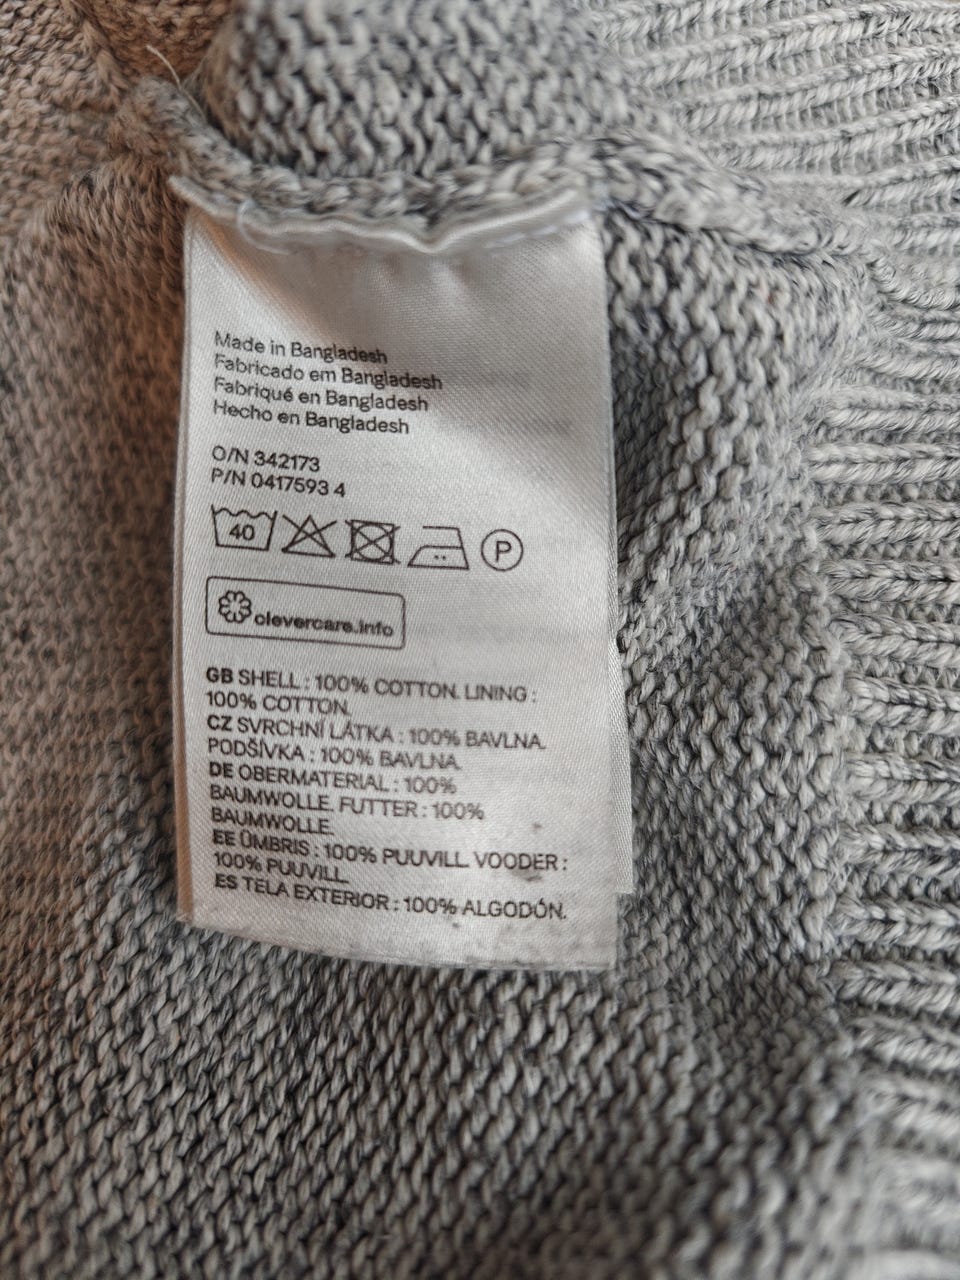 Made in Bangladesh
Fabricado em Bangladesh
Fabriqué en Bangladesh
Hecho en Bangladesh
O/N 342173
P/N 0417593 4
40
P
clevercare.info
GB SHELL : 100% COTTON. LINING :
100% COTTON.
CZ SVRCHNÍ LÁTKA : 100% BAVLNA.
PODŠÍVKA : 100% BAVLNA.
DE OBERMATERIAL : 100%
BAUMWOLLE. FUTTER : 100%
BAUMWOLLE.
EE ÜMBRIS : 100% PUUVILL. VOODER :
100% PUUVILL.
ES TELA EXTERIOR : 100% ALGODÓN.